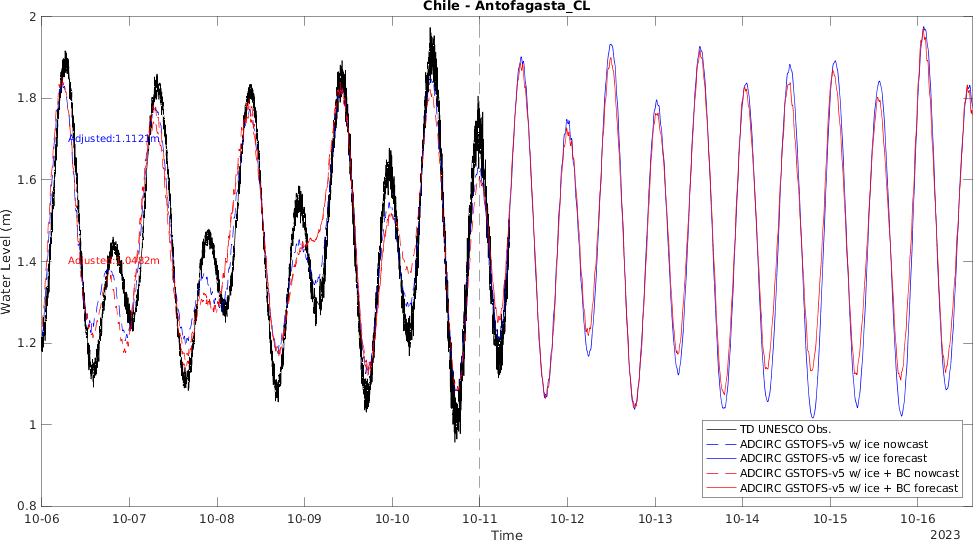 Chile - Antofagasta_CL
Water Level (m)
2
1.8
1.6
1.4
1.2
1
0.8
Adjusted:1.1121m
Adjusted:1.0482m
TD UNESCO Obs.
ADCIRC GSTOFS-v5 w/ ice nowcast
ADCIRC GSTOFS-v5 w/ ice forecast
ADCIRC GSTOFS-v5 w/ ice + BC nowcast
ADCIRC GSTOFS-v5 w/ ice + BC forecast
10-06 10-07 10-08 10-09 10-10 10-11 10-12 10-13 10-14 10-15 10-16
Time
2023